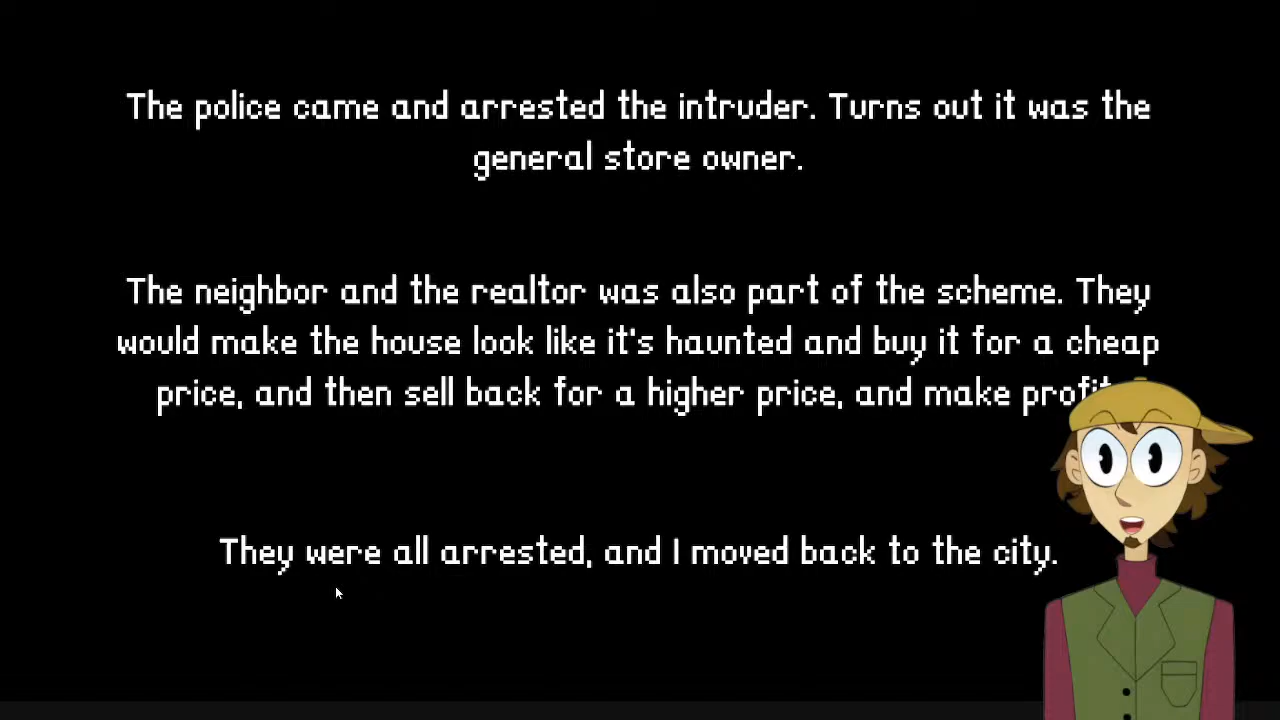 The police came and arrested the intruder. Turns out it was the
general store owner.
The neighbor and the realtor was also part of the scheme. They
would make the house look like it's haunted and buy it for a cheap
price, and then sell back for a higher price, and make profit
They were all arrested, and I moved back to the city.